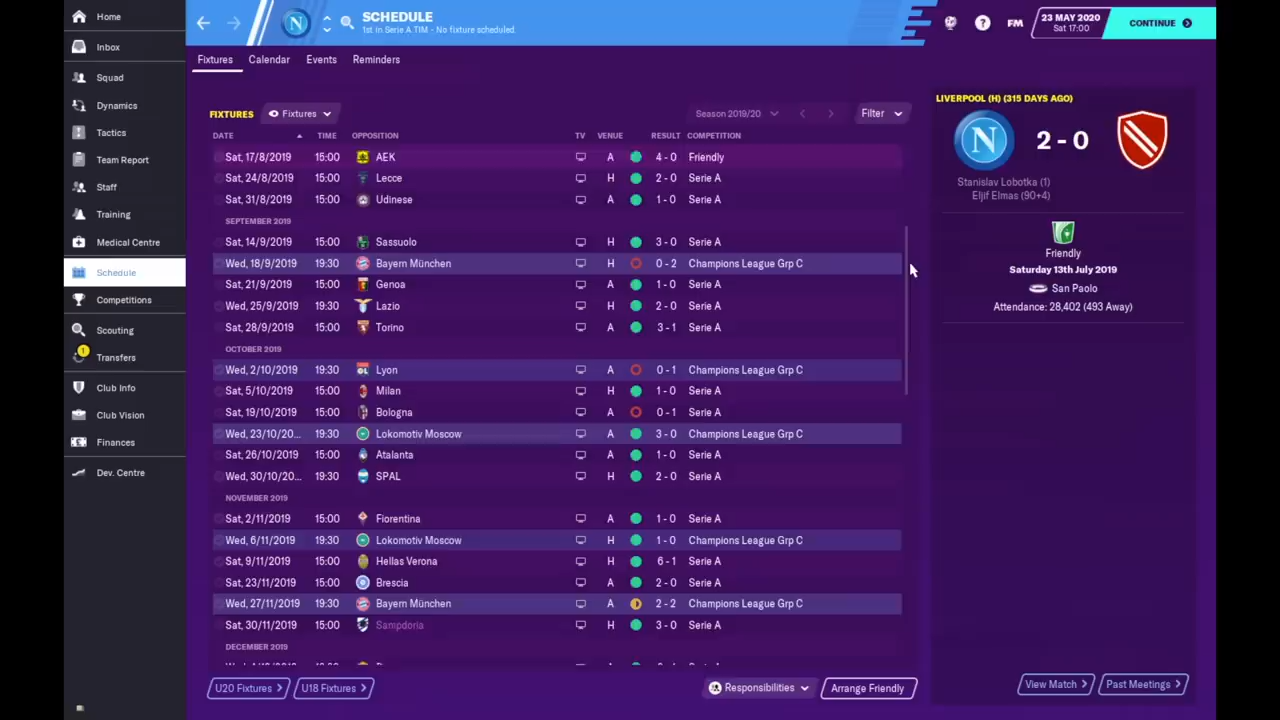 Home
Inbox
Squad
Dynamics
Tactics
Team Report
Staff
Training
Medical Centre
Schedule
Competitions
Scouting
1
Transfers
Club Info
Club Vision
Finances
Dev. Centre
N
SCHEDULE
1st in Serie A TIM - No fixture scheduled.
?
FM
23 MAY 2020
Sat 17:00
CONTINUE
Fixtures Calendar Events Reminders
FIXTURES Fixtures Season 2019/20 Filter
DATE TIME OPPOSITION TV VENUE RESULT COMPETITION
Sat, 17/8/2019 15:00 AEK A 4 - 0 Friendly
Sat, 24/8/2019 15:00 Lecce H 2 - 0 Serie A
Sat, 31/8/2019 15:00 Udinese A 1 - 0 Serie A
SEPTEMBER 2019
Sat, 14/9/2019 15:00 Sassuolo H 3 - 0 Serie A
Wed, 18/9/2019 19:30 Bayern München H 0 - 2 Champions League Grp C
Sat, 21/9/2019 15:00 Genoa A 1 - 0 Serie A
Wed, 25/9/2019 19:30 Lazio H 2 - 0 Serie A
Sat, 28/9/2019 15:00 Torino A 3 - 1 Serie A
OCTOBER 2019
Wed, 2/10/2019 19:30 OL Lyon A 0 - 1 Champions League Grp C
Sat, 5/10/2019 15:00 Milan H 1 - 0 Serie A
Sat, 19/10/2019 15:00 Bologna A 0 - 1 Serie A
Wed, 23/10/20... 19:30 Lokomotiv Moscow A 3 - 0 Champions League Grp C
Sat, 26/10/2019 15:00 Atalanta A 1 - 0 Serie A
Wed, 30/10/20... 19:30 SPAL H 2 - 0 Serie A
NOVEMBER 2019
Sat, 2/11/2019 15:00 Fiorentina A 1 - 0 Serie A
Wed, 6/11/2019 19:30 Lokomotiv Moscow H 1 - 0 Champions League Grp C
Sat, 9/11/2019 15:00 Hellas Verona H 6 - 1 Serie A
Sat, 23/11/2019 15:00 Brescia A 2 - 0 Serie A
Wed, 27/11/2019 19:30 Bayern München A 2 - 2 Champions League Grp C
Sat, 30/11/2019 15:00 Sampdoria H 3 - 0 Serie A
DECEMBER 2019
U20 Fixtures U18 Fixtures Responsibilities Arrange Friendly
LIVERPOOL (H) (315 DAYS AGO)
N 2 - 0
Stanislav Lobotka (1)
Eljif Elmas (90+4)
Friendly
Saturday 13th July 2019
San Paolo
Attendance: 28,402 (493 Away)
View Match Past Meetings